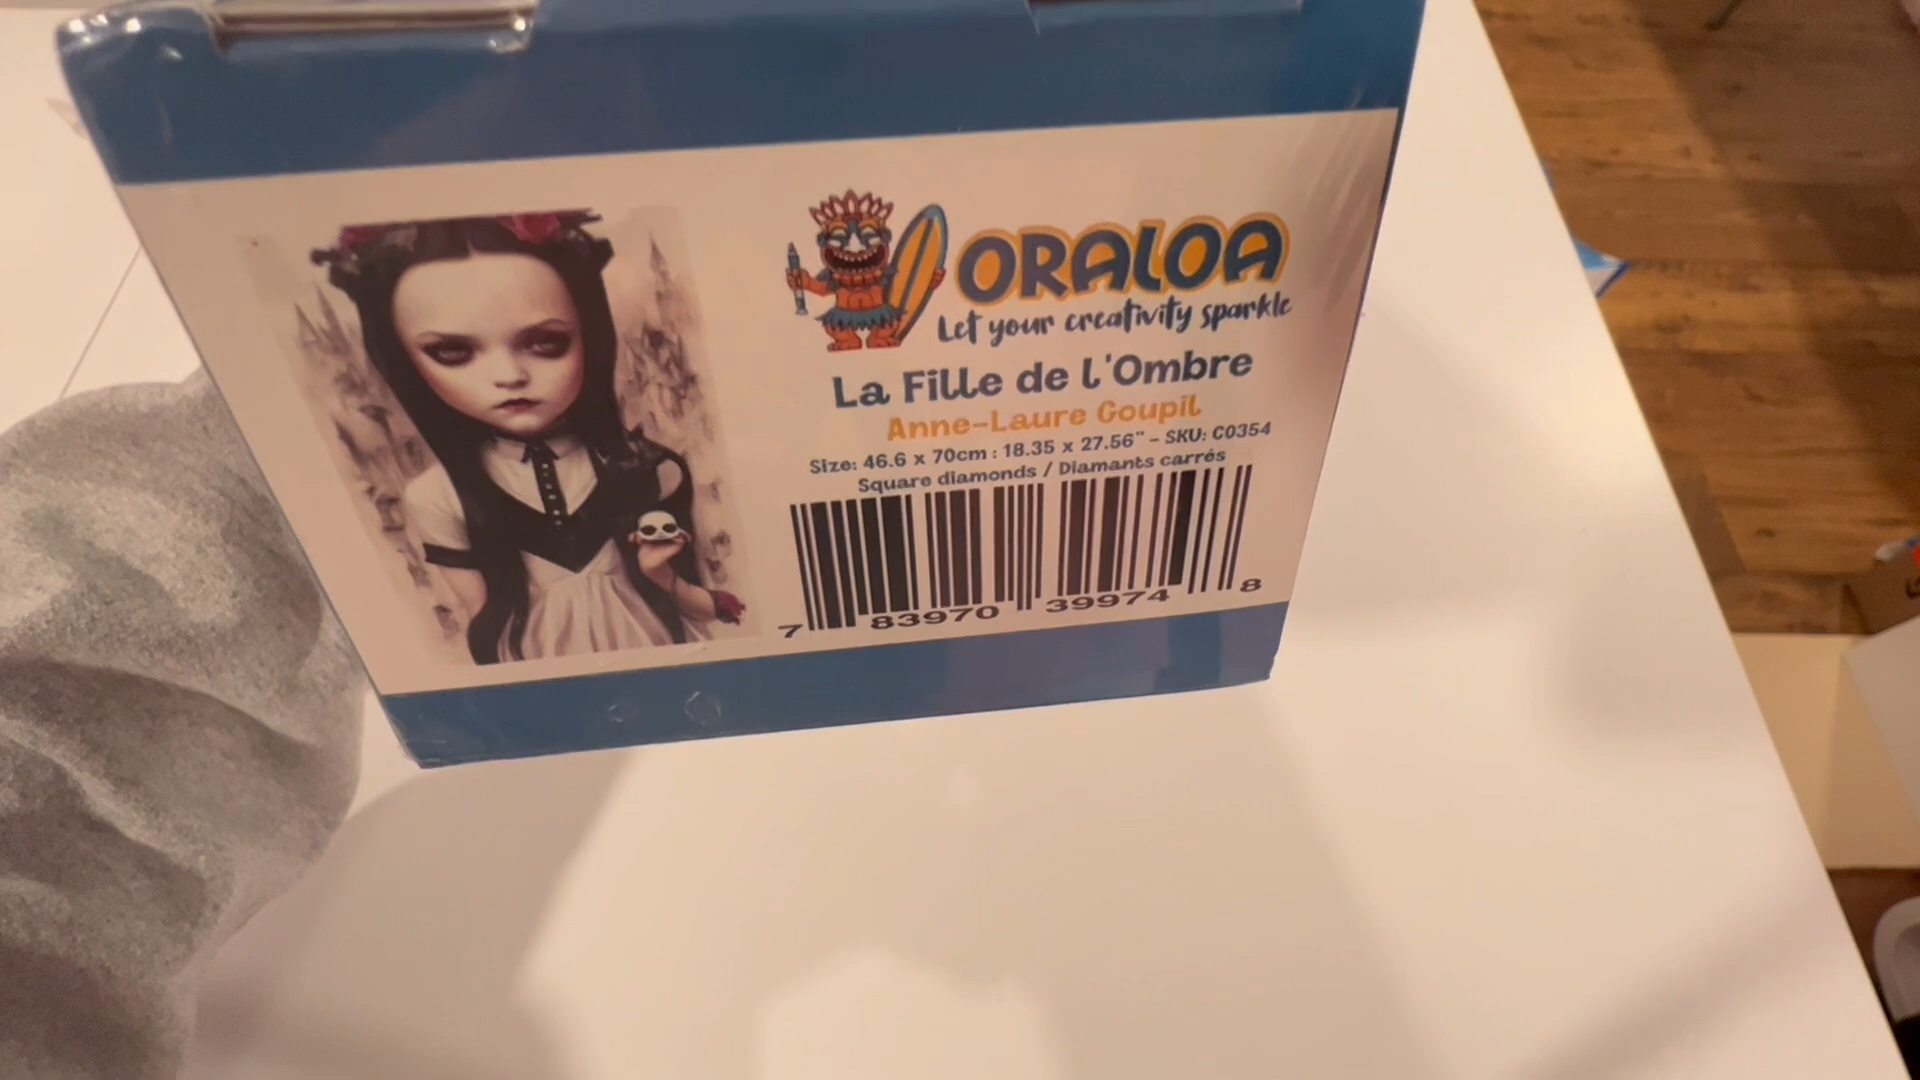 ORALOA
Let your creativity sparkle
La Fille de l'Ombre
Anne-Laure Goupil
Size: 46.6 x 70cm : 18.35 x 27.56" - SKU: C0354
Square diamonds / Diamants carrés
7 83970 39974 8